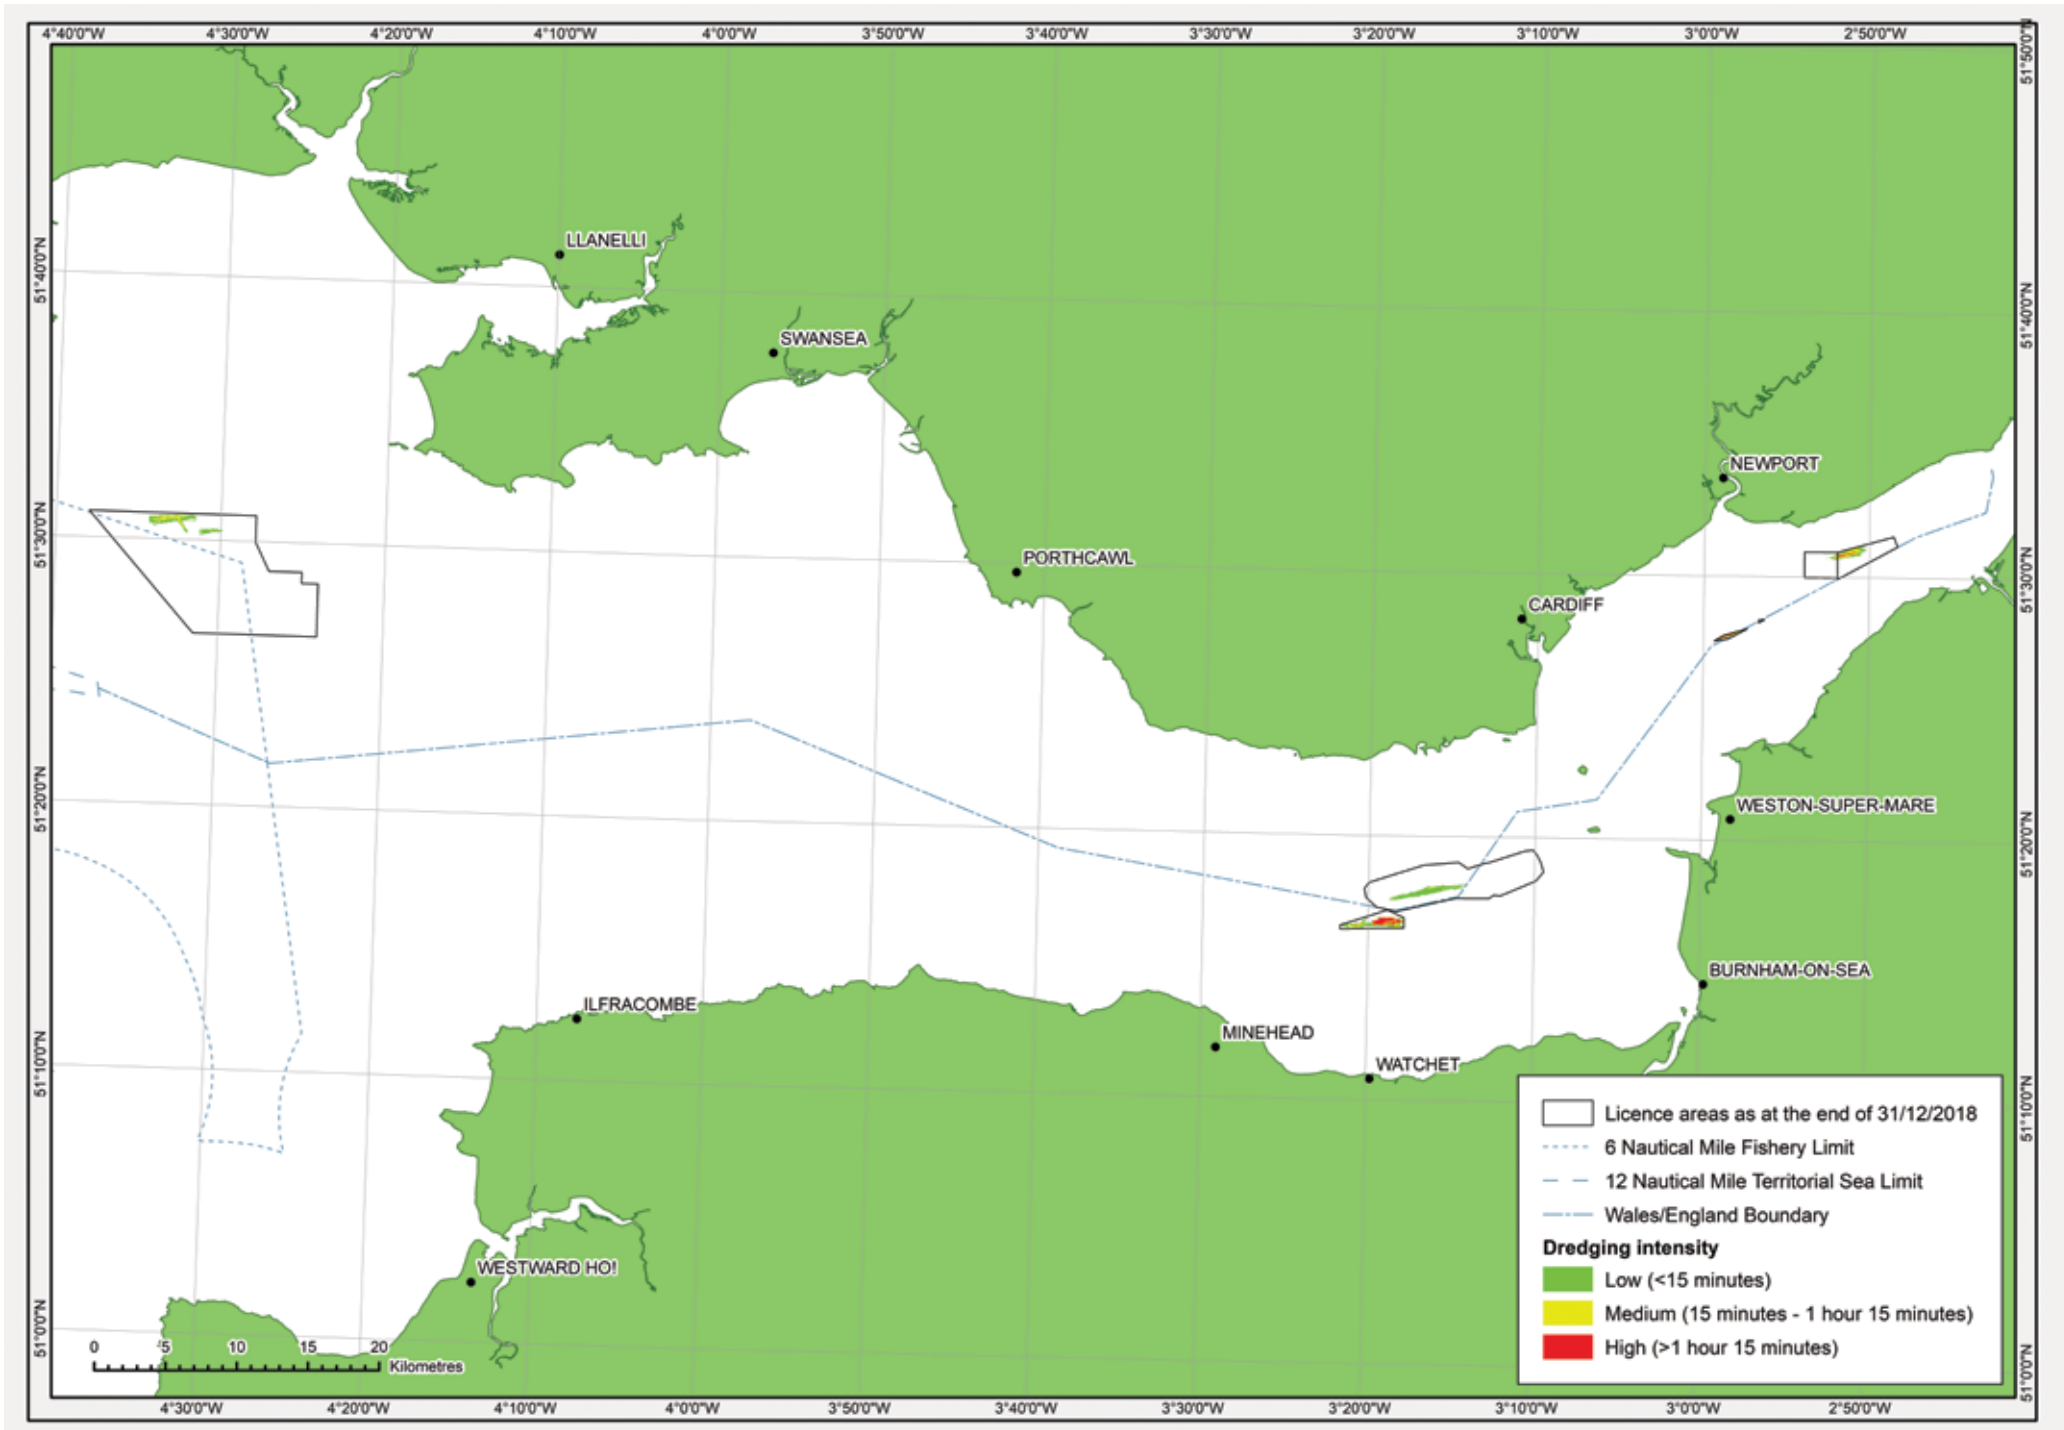 4°40'0"W 4°30'0"W 4°20'0"W 4°10'0"W 4°0'0"W 3°50'0"W 3°40'0"W 3°30'0"W 3°20'0"W 3°10'0"W 3°0'0"W 2°50'0"W
51°50'0"N
LLANELLI
51°40'0"N
51°40'0"N
SWANSEA
NEWPORT
51°30'0"N
PORTHCAWL
51°30'0"N
CARDIFF
51°20'0"N
WESTON-SUPER-MARE
51°20'0"N
BURNHAM-ON-SEA
ILFRACOMBE
MINEHEAD
51°10'0"N
WATCHET
51°10'0"N
Licence areas as at the end of 31/12/2018
6 Nautical Mile Fishery Limit
12 Nautical Mile Territorial Sea Limit
Wales/England Boundary
Dredging intensity
Low (<15 minutes)
Medium (15 minutes - 1 hour 15 minutes)
High (>1 hour 15 minutes)
WESTWARD HO!
51°0'0"N
51°0'0"N
0 5 10 15 20
Kilometres
4°30'0"W 4°20'0"W 4°10'0"W 4°0'0"W 3°50'0"W 3°40'0"W 3°30'0"W 3°20'0"W 3°10'0"W 3°0'0"W 2°50'0"W